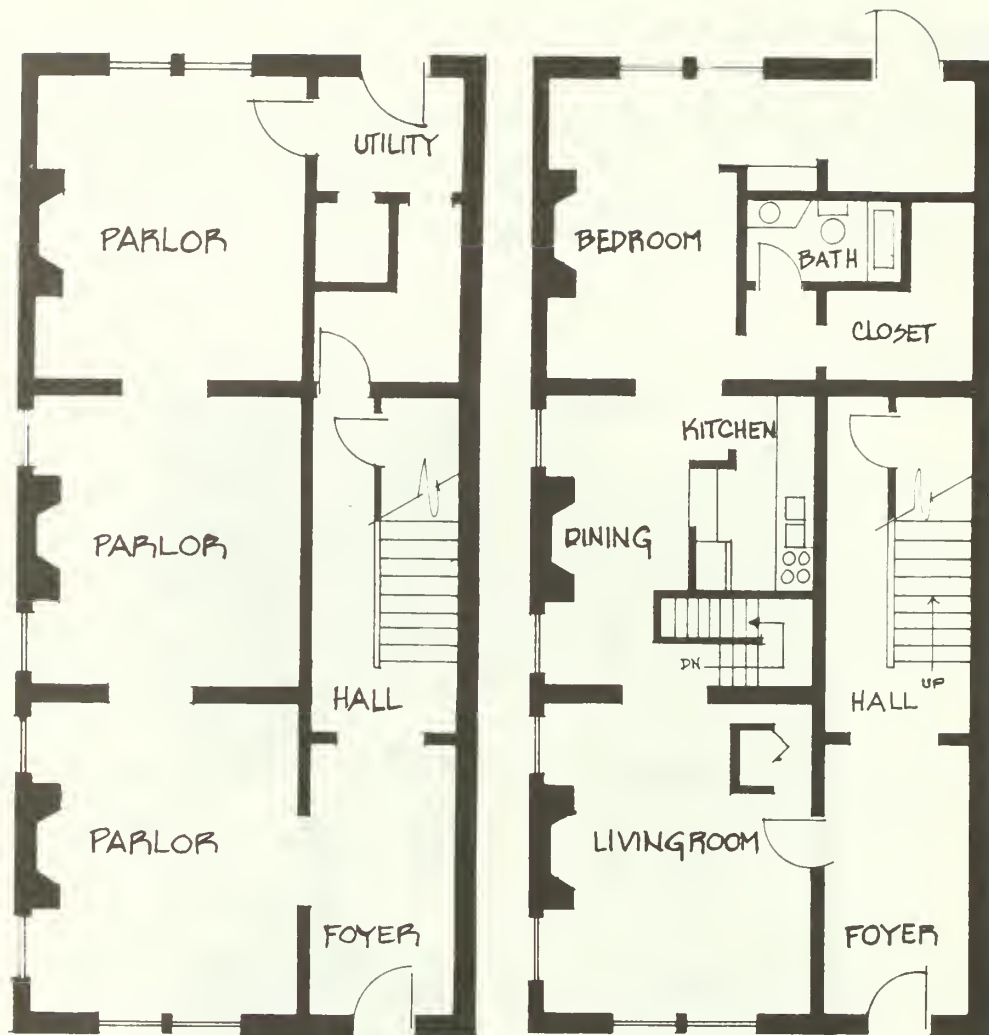 UTILITY
PARLOR
PARLOR
HALL
PARLOR
FOYER
BEDROOM
BATH
CLOSET
KITCHEN
DINING
DN
UP
HALL
LIVINGROOM
FOYER